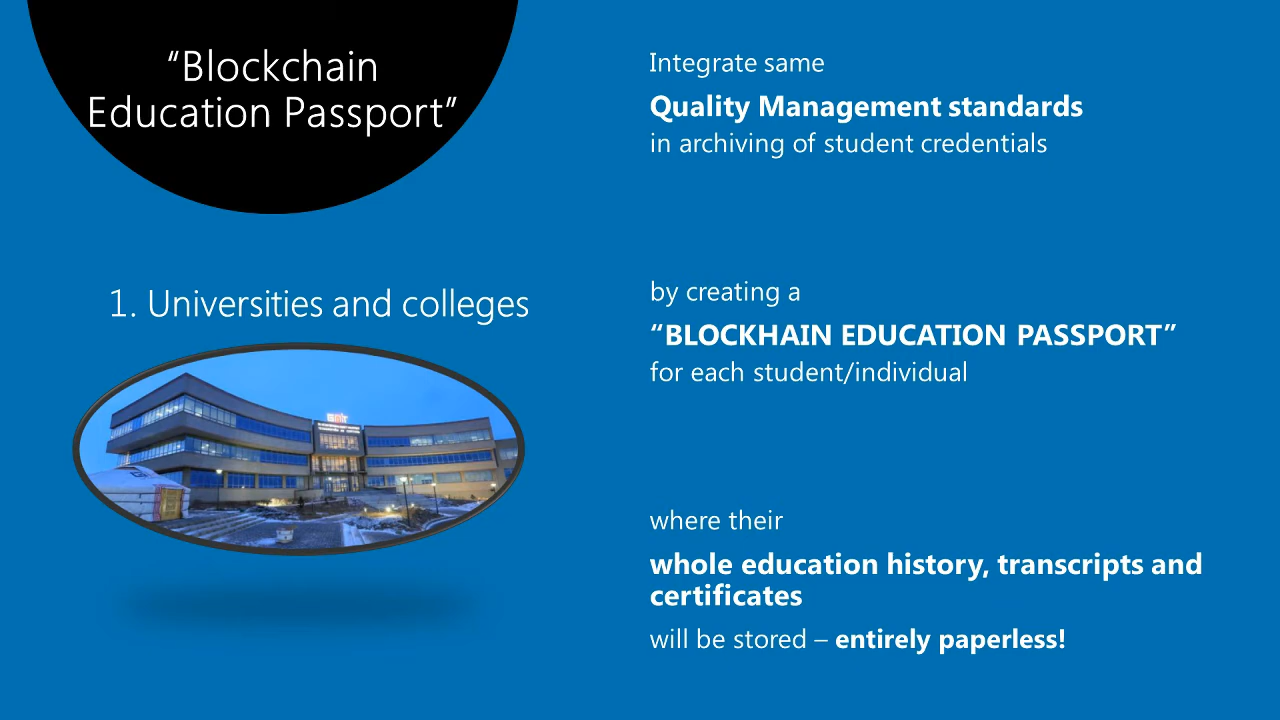 “Blockchain
Education Passport”
1. Universities and colleges
Integrate same
Quality Management standards
in archiving of student credentials
by creating a
“BLOCKHAIN EDUCATION PASSPORT”
for each student/individual
where their
whole education history, transcripts and
certificates
will be stored – entirely paperless!